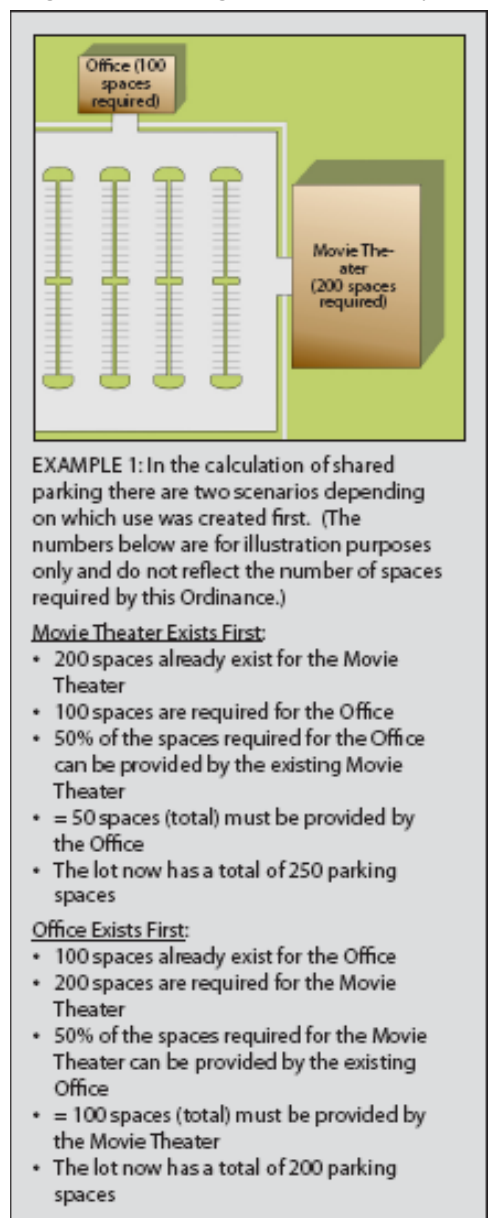 Office (100
spaces
required)
Movie The-
ater
(200 spaces
required)
EXAMPLE 1: In the calculation of shared
parking there are two scenarios depending
on which use was created first.  (The
numbers below are for illustration purposes
only and do not reflect the number of spaces
required by this Ordinance.)
Movie Theater Exists First:
• 200 spaces already exist for the Movie
Theater
• 100 spaces are required for the Office
• 50% of the spaces required for the Office
can be provided by the existing Movie
Theater
• = 50 spaces (total) must be provided by
the Office
• The lot now has a total of 250 parking
spaces
Office Exists First:
• 100 spaces already exist for the Office
• 200 spaces are required for the Movie
Theater
• 50% of the spaces required for the Movie
Theater can be provided by the existing
Office
• = 100 spaces (total) must be provided by
the Movie Theater
• The lot now has a total of 200 parking
spaces